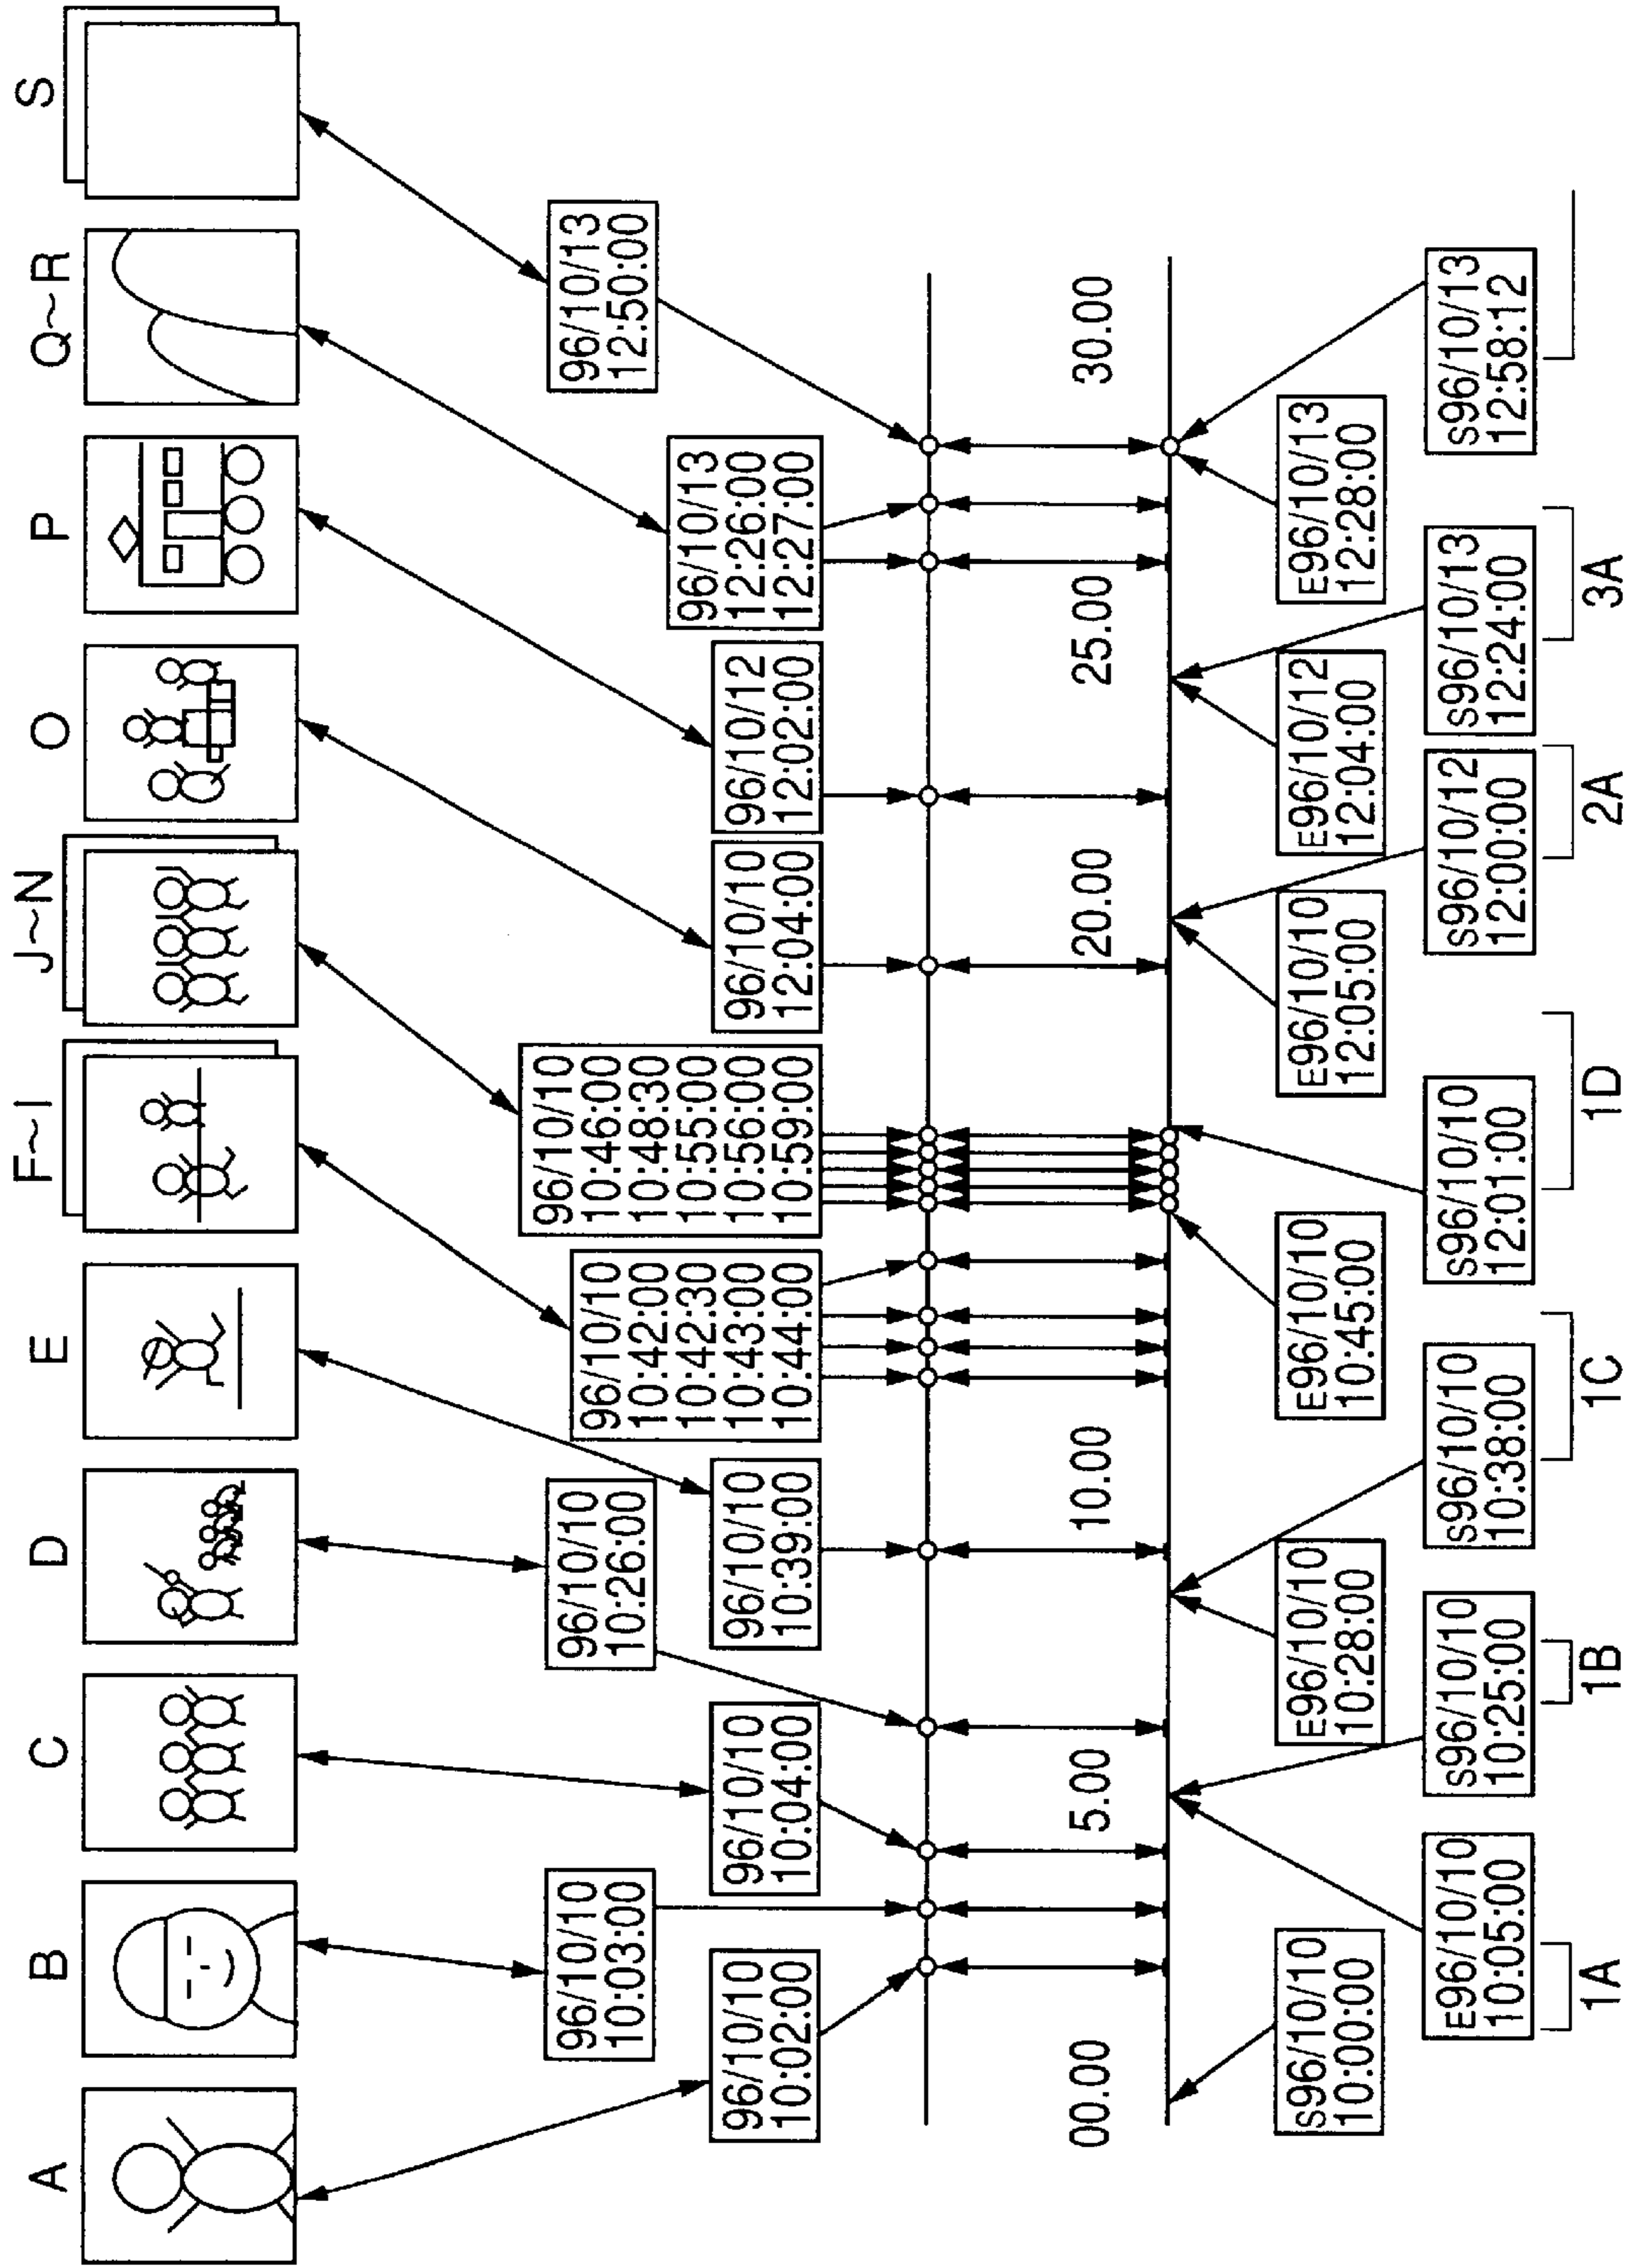 A
B
C
D
E
F~I
J~N
O
P
Q~R
S
96/10/10
10:02:00
96/10/10
10:03:00
96/10/10
10:04:00
96/10/10
10:26:00
96/10/10
10:39:00
96/10/10
10:42:00
10:42:30
10:43:00
10:44:00
96/10/10
10:46:00
10:48:30
10:55:00
10:56:00
10:59:00
96/10/10
12:04:00
96/10/12
12:02:00
96/10/13
12:26:00
12:27:00
96/10/13
12:50:00
00.00
5.00
10.00
20.00
25.00
30.00
S96/10/10
10:00:00
E96/10/10
10:05:00
S96/10/10
10:25:00
E96/10/10
10:28:00
S96/10/10
10:38:00
E96/10/10
10:45:00
S96/10/10
12:01:00
E96/10/10
12:05:00
S96/10/12
12:00:00
E96/10/12
12:04:00
S96/10/13
12:24:00
E96/10/13
12:28:00
S96/10/13
12:58:12
1A
1B
1C
1D
2A
3A